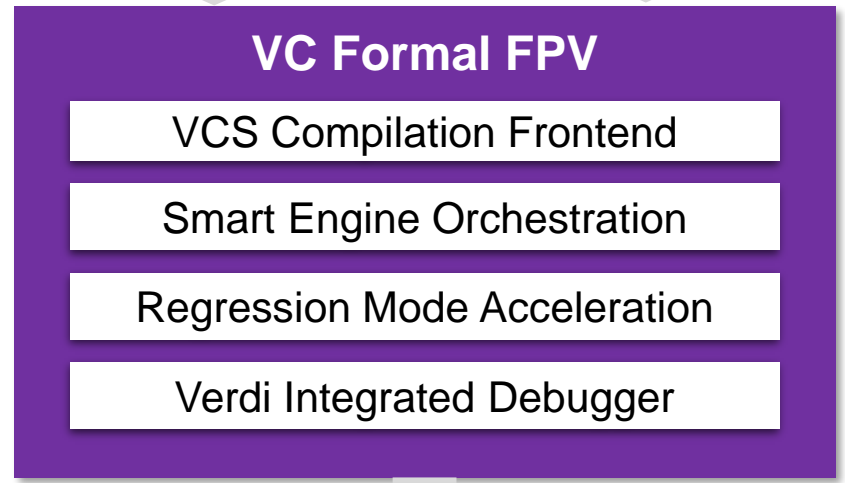 VC Formal FPV
VCS Compilation Frontend
Smart Engine Orchestration
Regression Mode Acceleration
Verdi Integrated Debugger